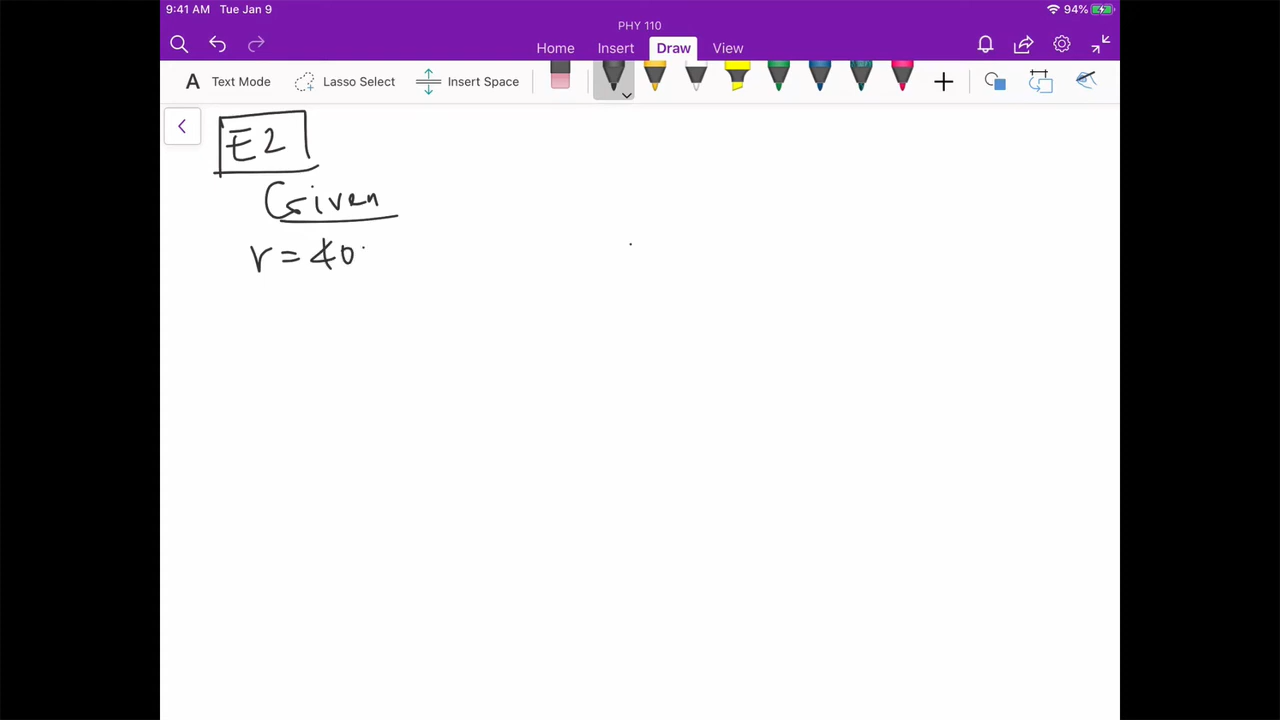 9:41 AM Tue Jan 9 94%
PHY 110
Home Insert Draw View
A Text Mode Lasso Select Insert Space
E2
Given
r = 40